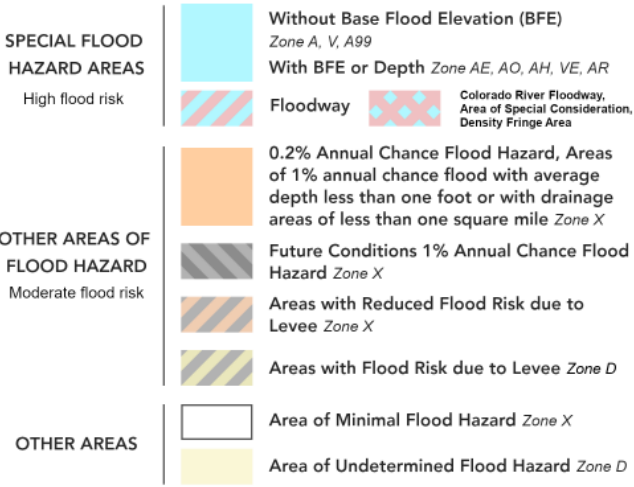 SPECIAL FLOOD
HAZARD AREAS
High flood risk
Without Base Flood Elevation (BFE)
Zone A, V, A99
With BFE or Depth Zone AE, AO, AH, VE, AR
Floodway
Colorado River Floodway,
Area of Special Consideration,
Density Fringe Area
OTHER AREAS OF
FLOOD HAZARD
Moderate flood risk
0.2% Annual Chance Flood Hazard, Areas
of 1% annual chance flood with average
depth less than one foot or with drainage
areas of less than one square mile Zone X
Future Conditions 1% Annual Chance Flood
Hazard Zone X
Areas with Reduced Flood Risk due to
Levee Zone X
Areas with Flood Risk due to Levee Zone D
OTHER AREAS
Area of Minimal Flood Hazard Zone X
Area of Undetermined Flood Hazard Zone D